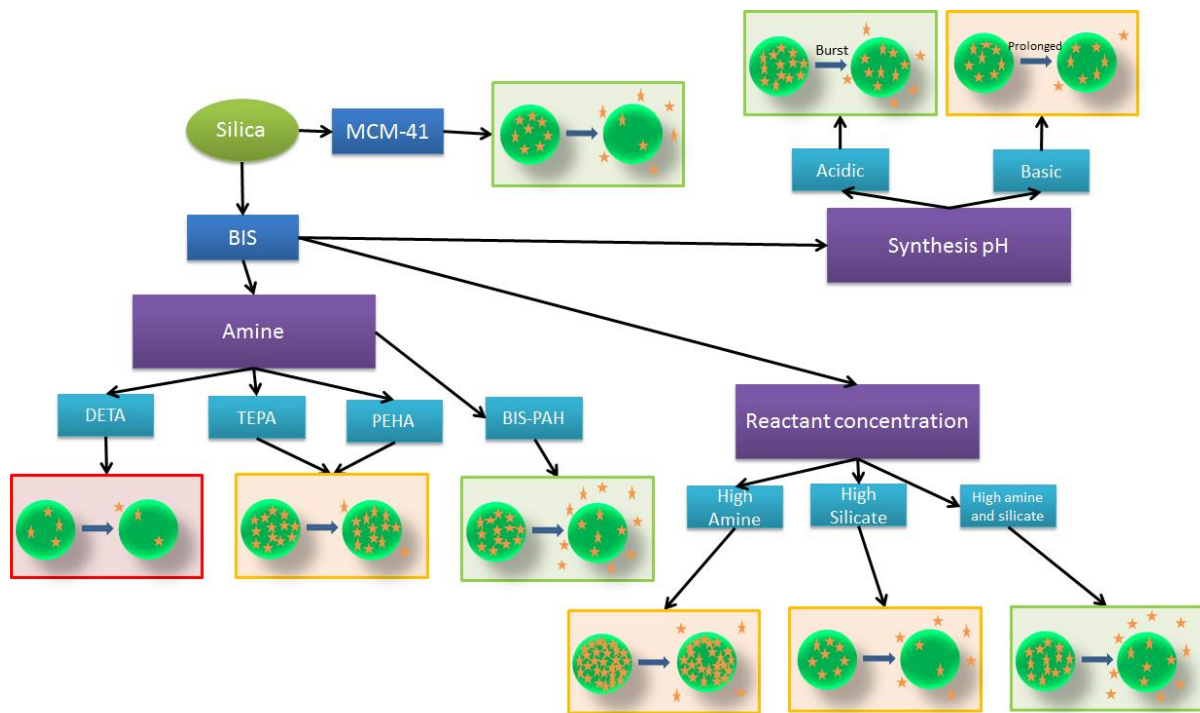 Burst
Prolonged
Silica
MCM-41
Acidic
Basic
BIS
Synthesis pH
Amine
DETA
TEPA
PEHA
BIS-PAH
Reactant concentration
High
Amine
High
Silicate
High amine
and silicate